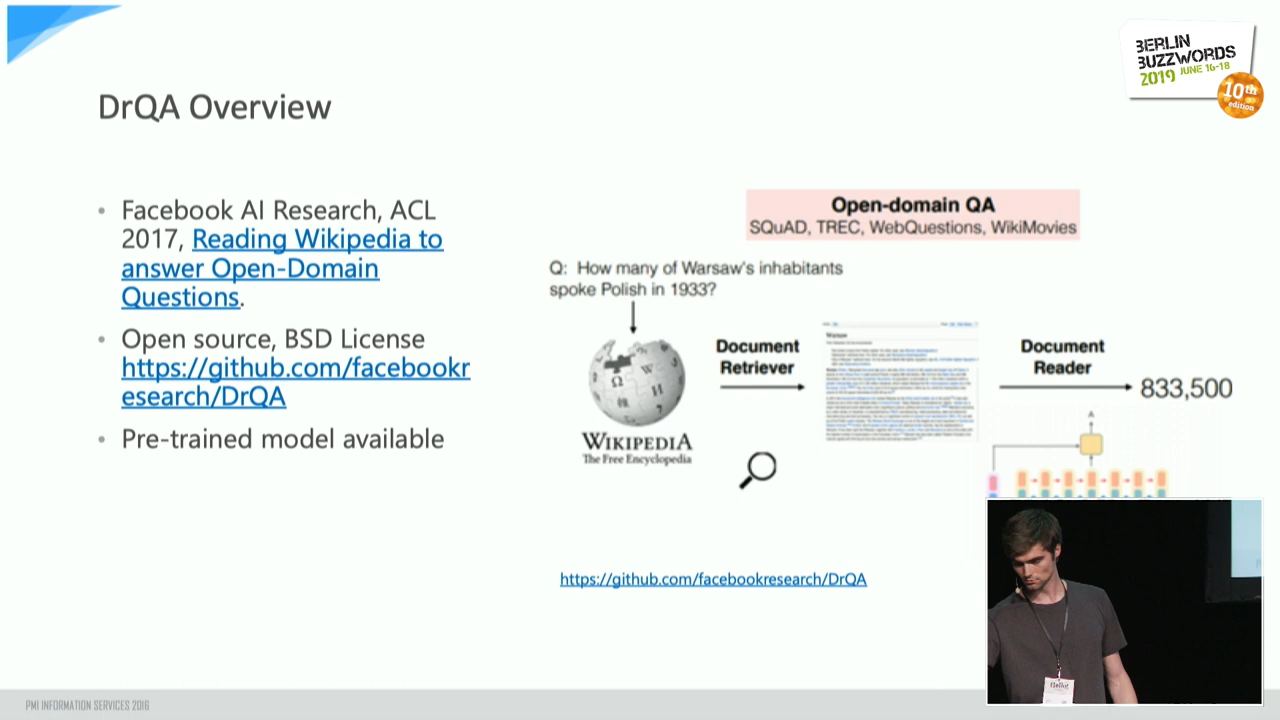 BERLIN
BUZZWORDS
2019 JUNE 16-18
10th
edition
DrQA Overview
• Facebook AI Research, ACL
2017, Reading Wikipedia to
answer Open-Domain
Questions.
• Open source, BSD License
https://github.com/facebookr
esearch/DrQA
• Pre-trained model available
Open-domain QA
SQuAD, TREC, WebQuestions, WikiMovies
Q: How many of Warsaw's inhabitants
spoke Polish in 1933?
Document
Retriever
Document
Reader
833,500
WIKIPEDIA
The Free Encyclopedia
Warsaw
A
https://github.com/facebookresearch/DrQA
Hello!
PMI INFORMATION SERVICES 2016